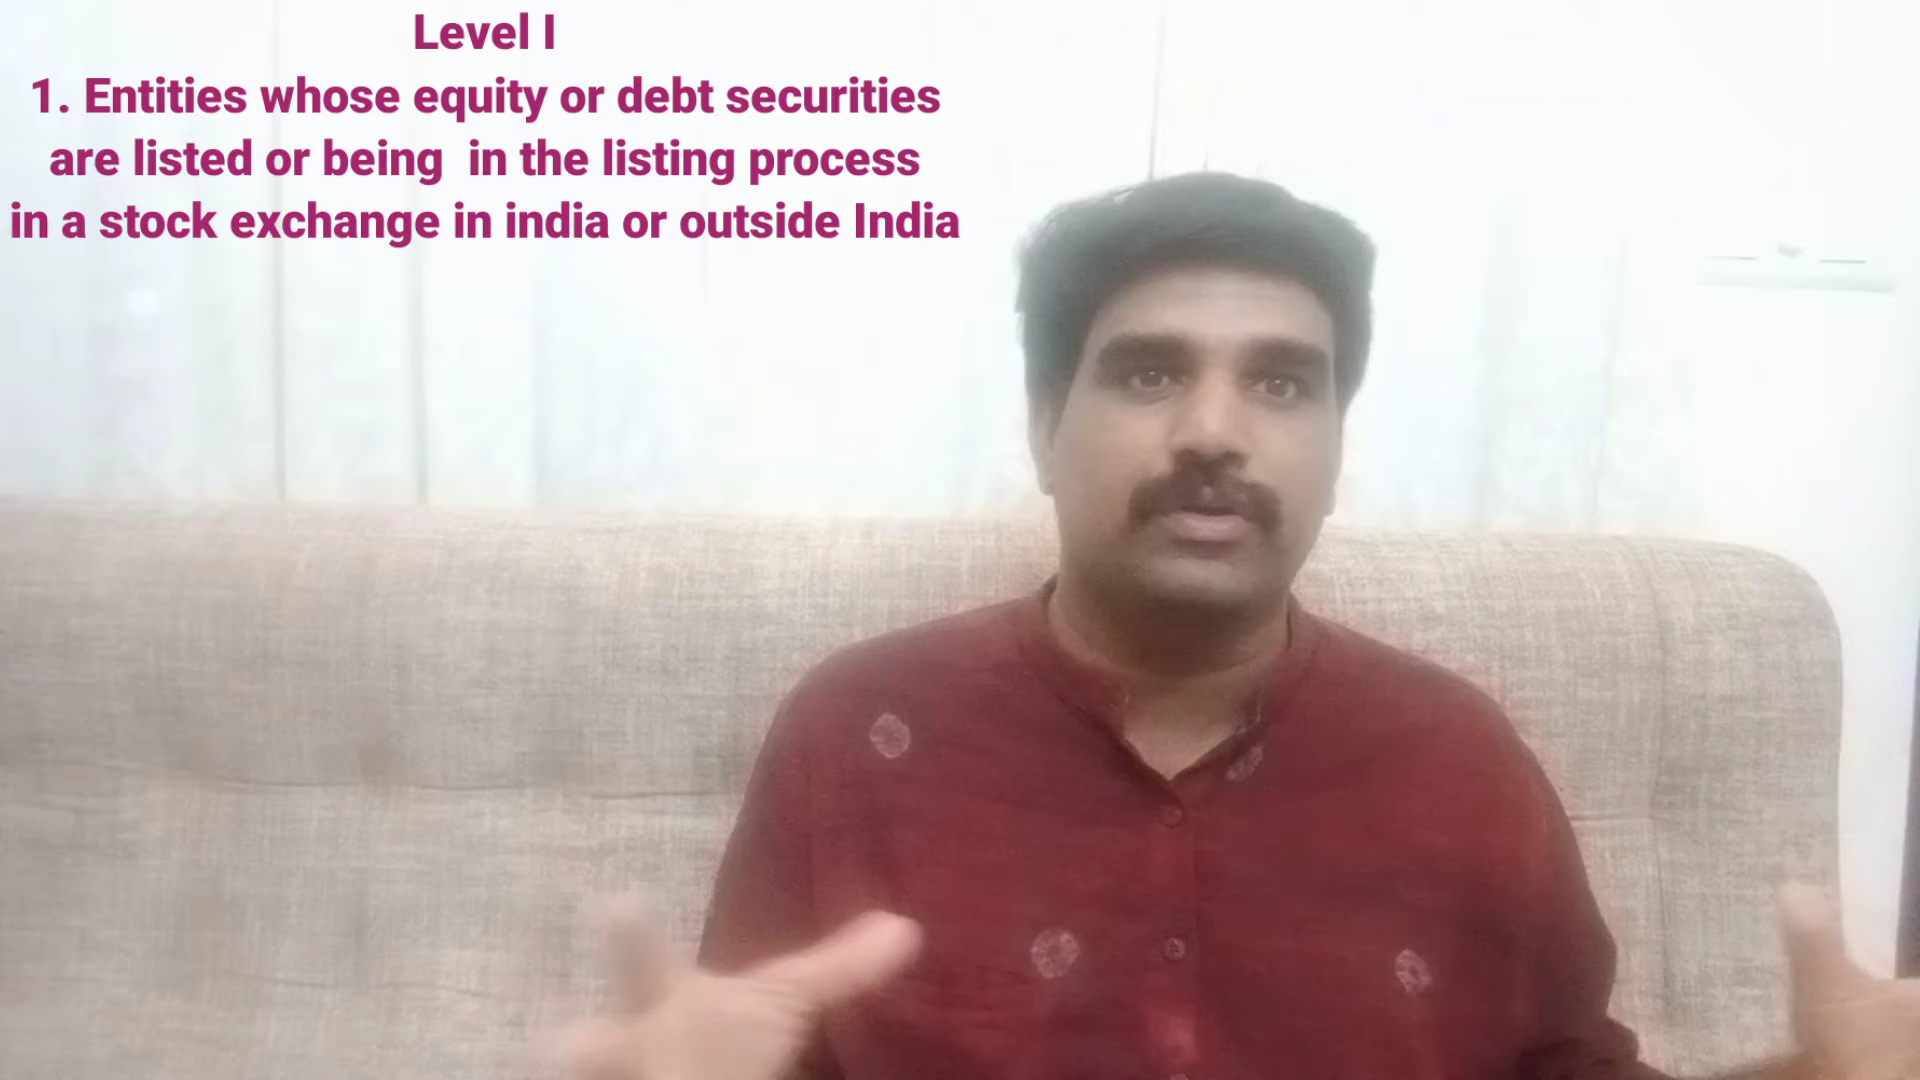 Level I
1. Entities whose equity or debt securities
are listed or being  in the listing process
in a stock exchange in india or outside India